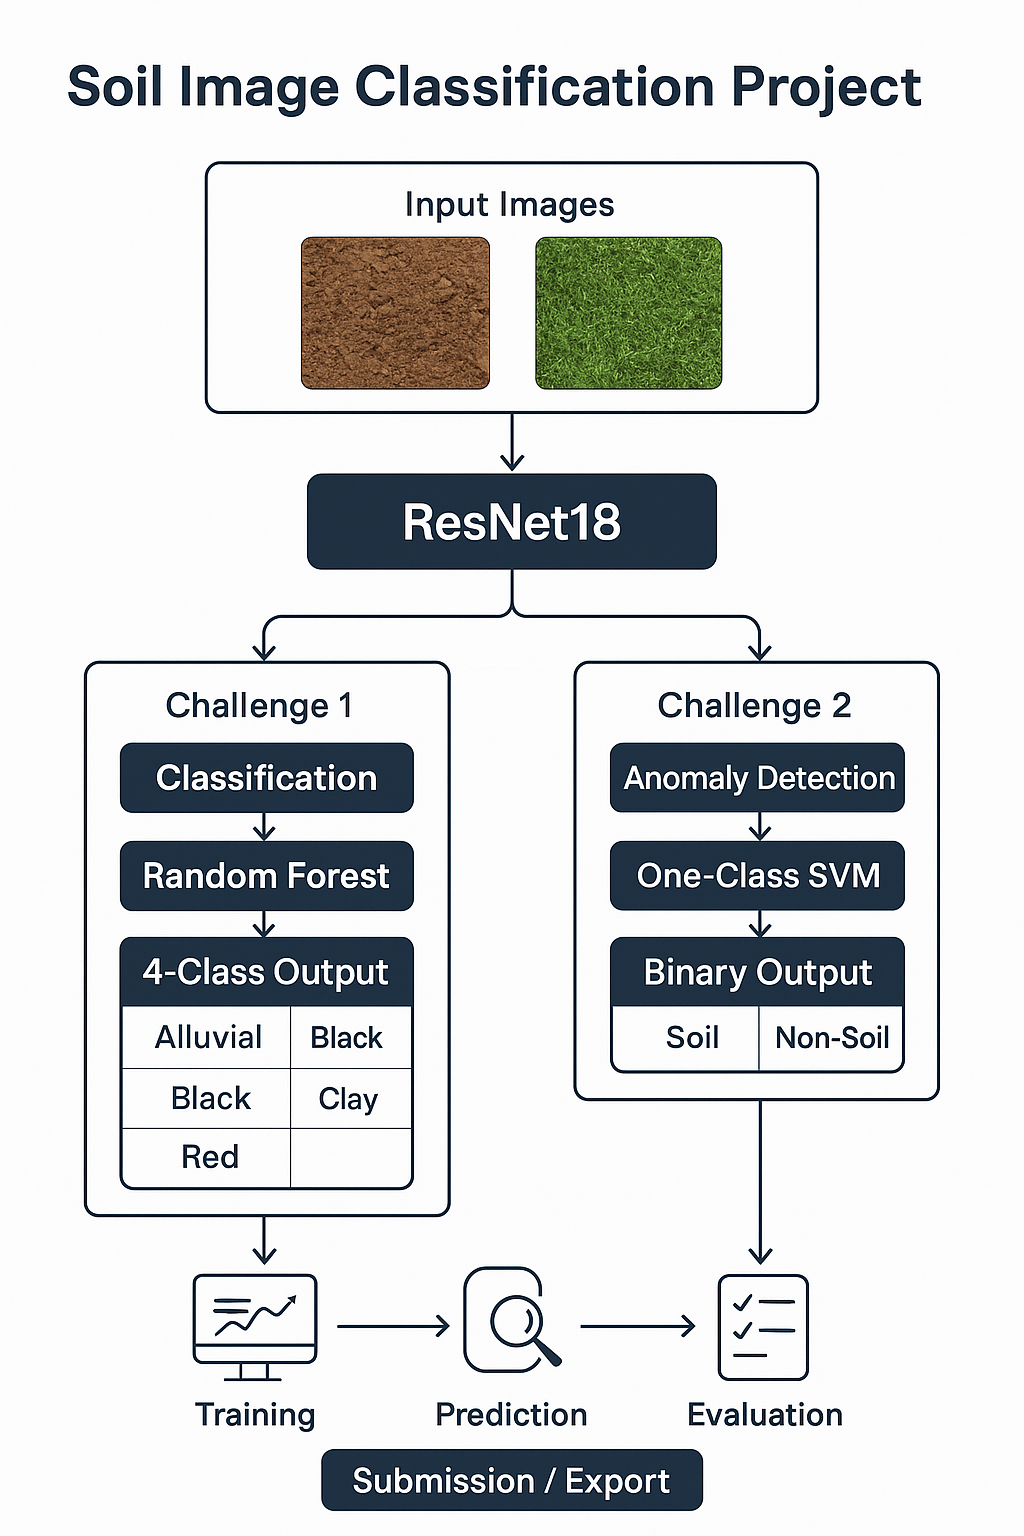 Soil Image Classification Project
Input Images
ResNet18
Challenge 1
Classification
Random Forest
4-Class Output
Alluvial Black
Black Clay
Red
Challenge 2
Anomaly Detection
One-Class SVM
Binary Output
Soil Non-Soil
Training
Prediction
Evaluation
Submission / Export